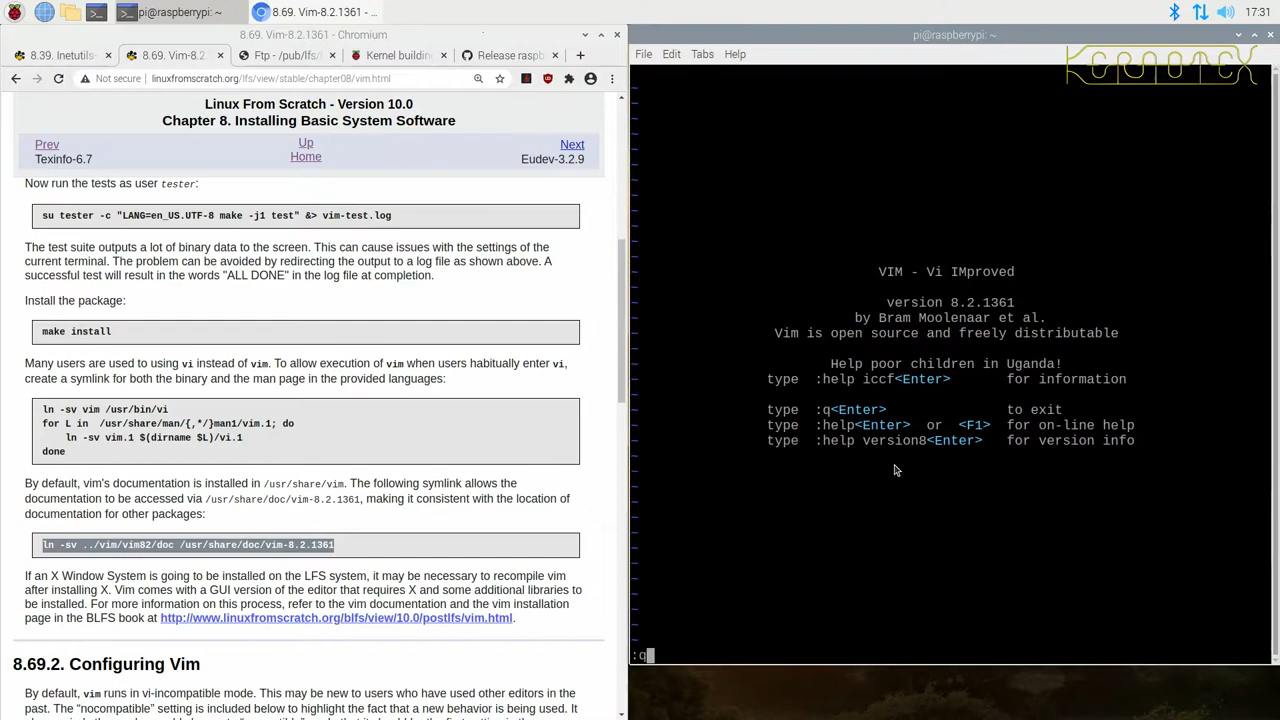 pi@raspberrypi: ~
8.69. Vim-8.2.1361 - ...
17:31
8.69. Vim-8.2.1361 - Chromium
8.39. Inetutils-
8.69. Vim-8.2
Ftp - /pub/lfs/l
Kernel building
Release raspb
Not secure
linuxfromscratch.org/lfs/view/stable/chapter08/vim.html
Linux From Scratch - Version 10.0
Chapter 8. Installing Basic System Software
Prev
Up
Next
Texinfo-6.7
Home
Eudev-3.2.9
Now run the tests as user tester:
su tester -c "LANG=en_US.UTF-8 make -j1 test" &> vim-test.log
The test suite outputs a lot of binary data to the screen. This can cause issues with the settings of the
current terminal. The problem can be avoided by redirecting the output to a log file as shown above. A
successful test will result in the words "ALL DONE" in the log file at completion.
Install the package:
make install
Many users are used to using vi instead of vim. To allow execution of vim when users habitually enter vi,
create a symlink for both the binary and the man page in the provided languages:
ln -sv vim /usr/bin/vi
for L in  /usr/share/man/{,*/}man1/vim.1; do
    ln -sv vim.1 $(dirname $L)/vi.1
done
By default, vim's documentation is installed in /usr/share/vim. The following symlink allows the
documentation to be accessed via /usr/share/doc/vim-8.2.1361, making it consistent with the location of
documentation for other packages:
ln -sv ../vim/vim82/doc /usr/share/doc/vim-8.2.1361
If an X Window System is going to be installed on the LFS system, it may be necessary to recompile vim
after installing X. Vim comes with a GUI version of the editor that requires X and some additional libraries to
be installed. For more information on this process, refer to the vim documentation and the vim installation
page in the BLFS book at http://www.linuxfromscratch.org/blfs/view/10.0/postlfs/vim.html.
8.69.2. Configuring Vim
By default, vim runs in vi-incompatible mode. This may be new to users who have used other editors in the
past. The "nocompatible" setting is included below to highlight the fact that a new behavior is being used. It
pi@raspberrypi: ~
File Edit Tabs Help
KERNOTEX
VIM - Vi IMproved
version 8.2.1361
by Bram Moolenaar et al.
Vim is open source and freely distributable
Help poor children in Uganda!
type  :help iccf<Enter>       for information
type  :q<Enter>               to exit
type  :help<Enter>  or  <F1>  for on-line help
type  :help version8<Enter>   for version info
:q